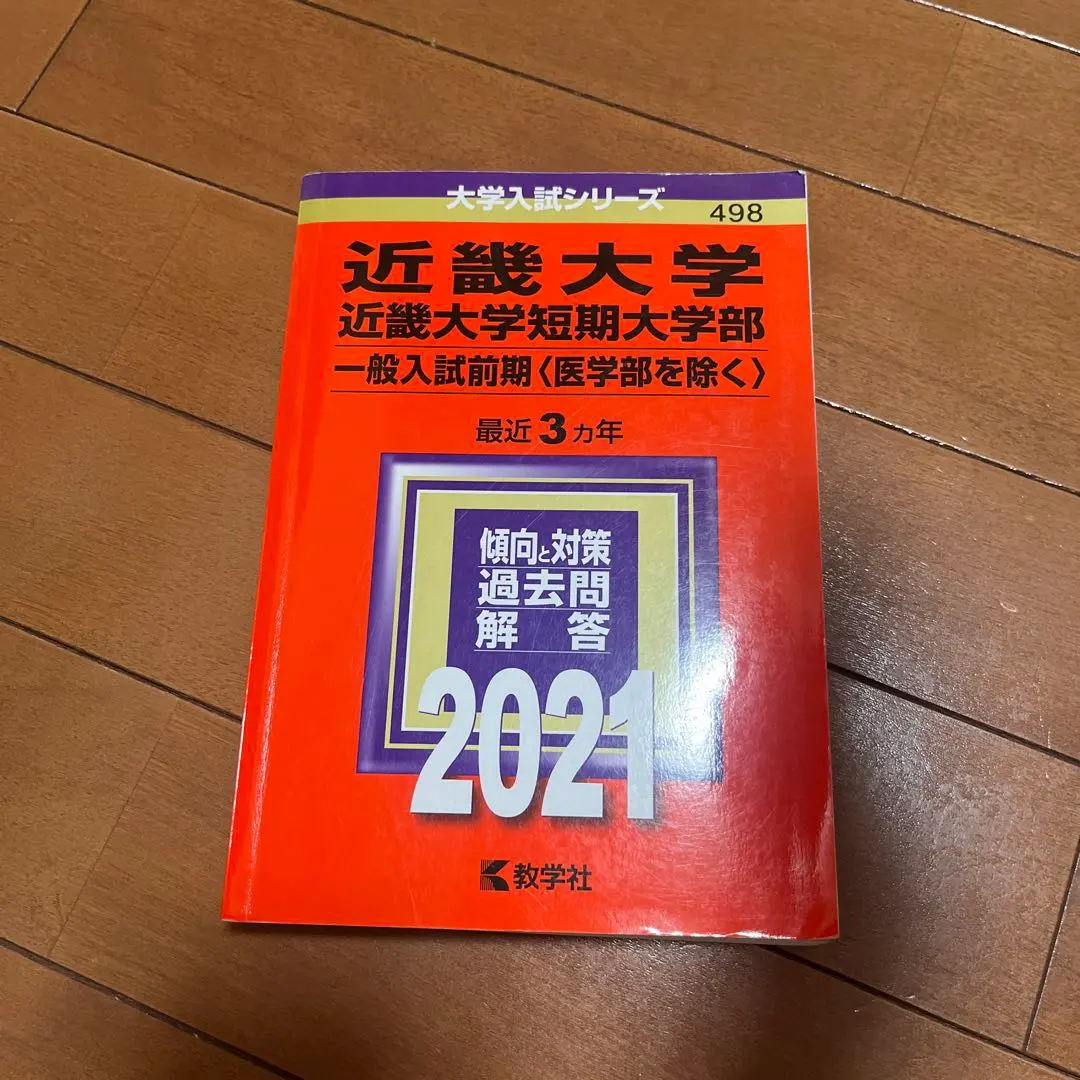 大学入試シリーズ
498
近畿大学
近畿大学短期大学部
一般入試前期〈医学部を除く〉
最近3ヵ年
傾向と対策
過去問
解答
2021
教学社